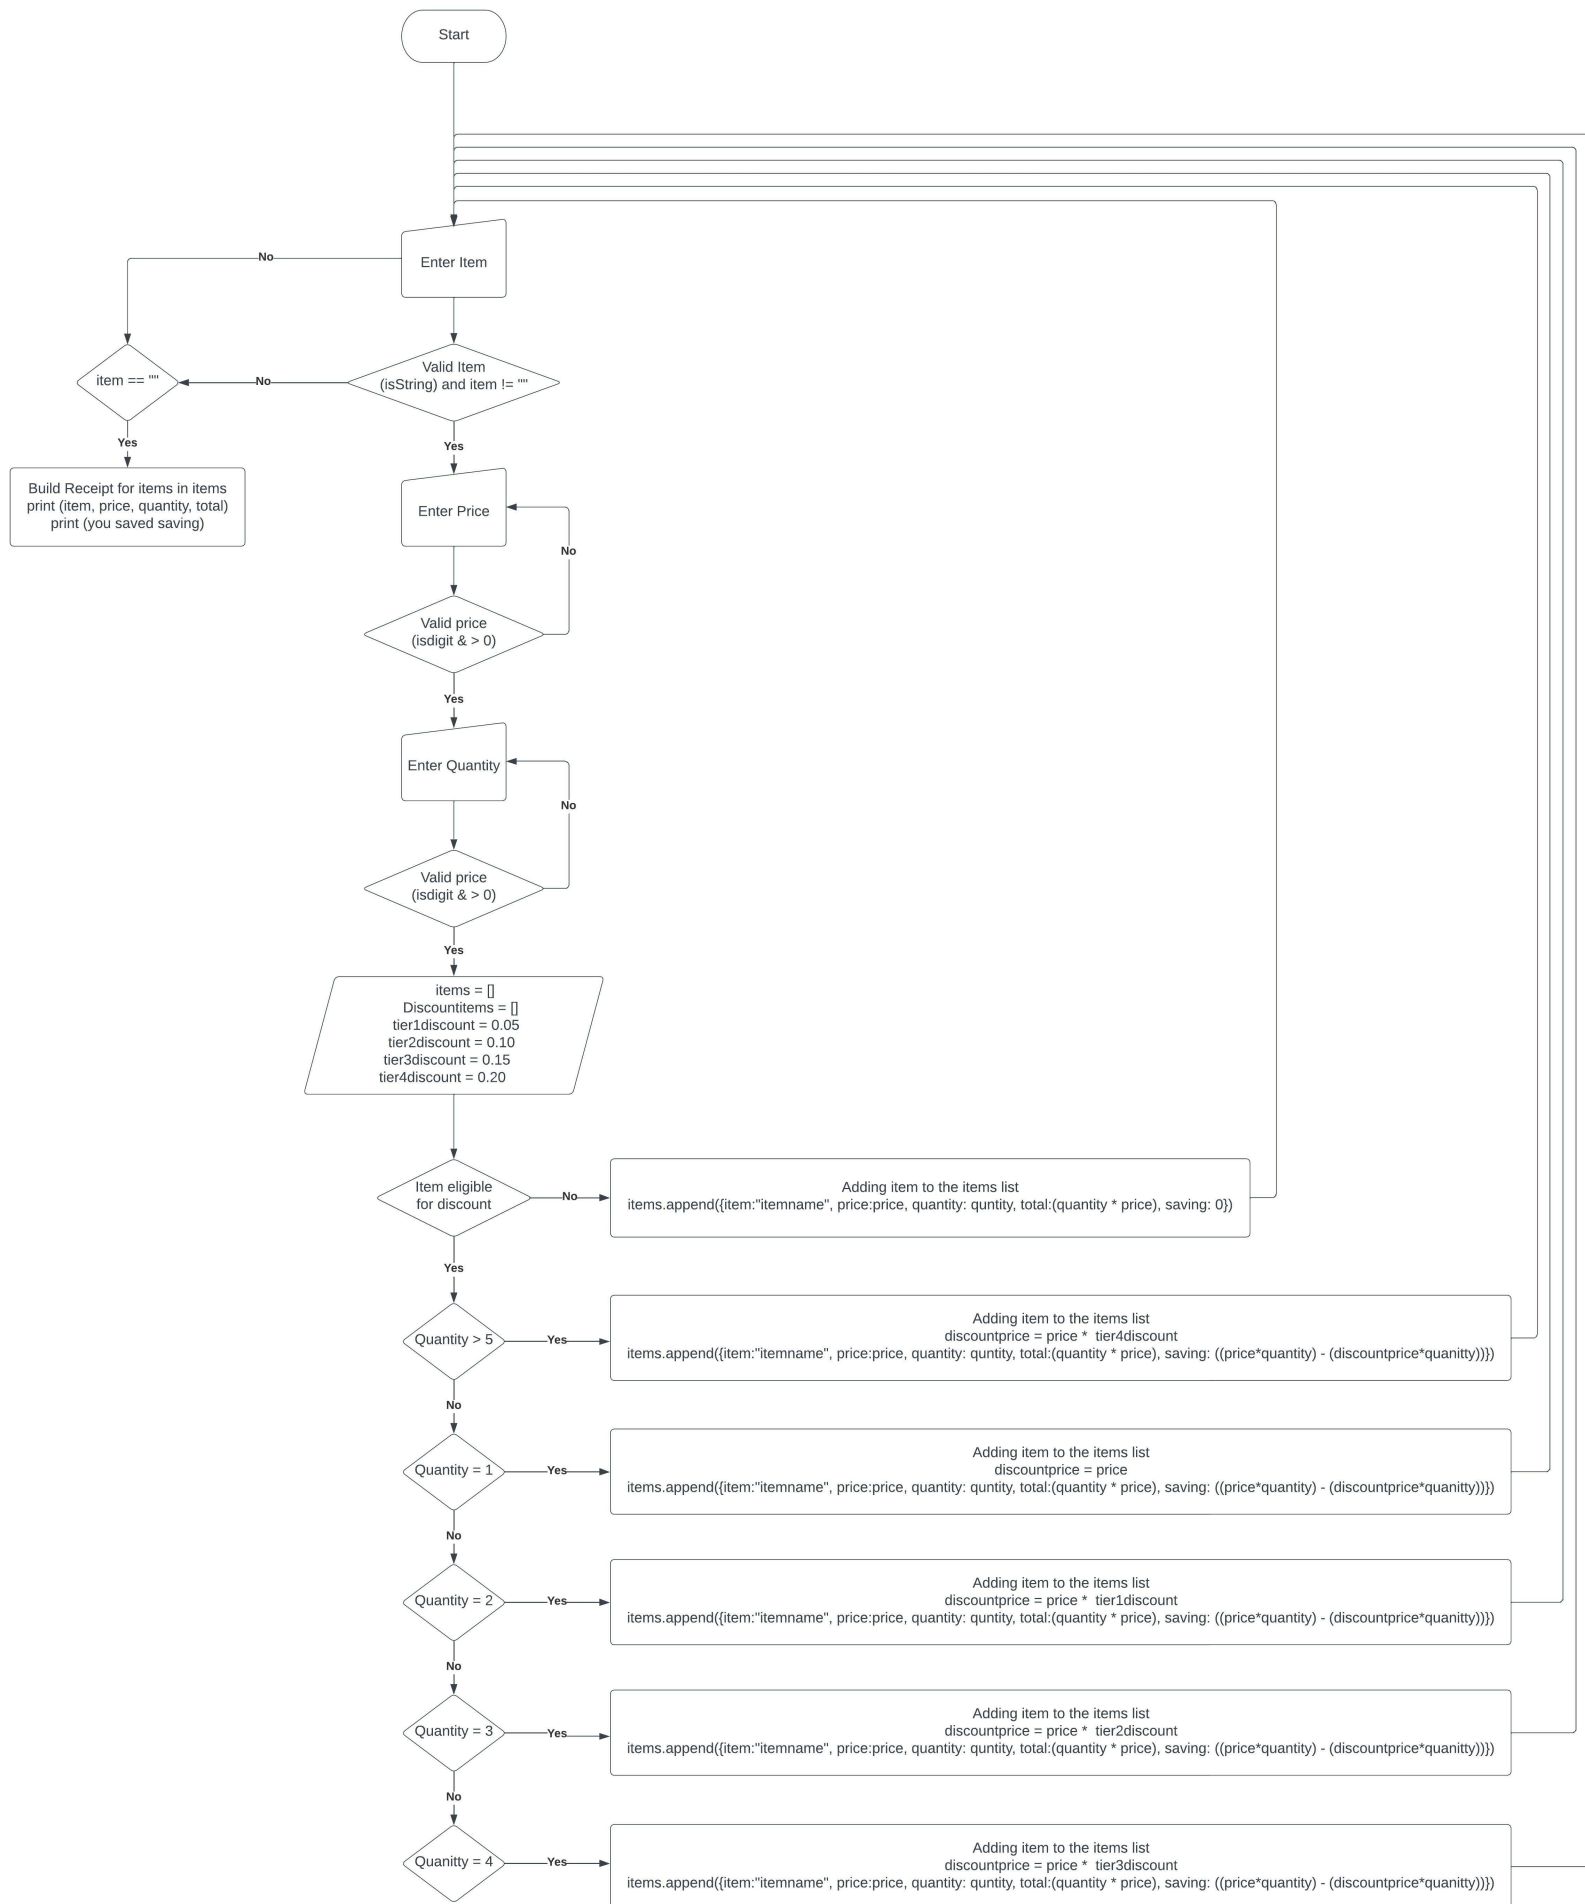 Start
Enter Item
No
item == ""
No
Valid Item
(isString) and item != ""
Yes
Yes
Build Receipt for items in items
print (item, price, quantity, total)
print (you saved saving)
Enter Price
No
Valid price
(isdigit & > 0)
Yes
Enter Quantity
No
Valid price
(isdigit & > 0)
Yes
items = []
Discountitems = []
tier1discount = 0.05
tier2discount = 0.10
tier3discount = 0.15
tier4discount = 0.20
Item eligible
for discount
No
Adding item to the items list
items.append({item:"itemname", price:price, quantity: quntity, total:(quantity * price), saving: 0})
Yes
Quantity > 5
Yes
Adding item to the items list
discountprice = price *  tier4discount
items.append({item:"itemname", price:price, quantity: quntity, total:(quantity * price), saving: ((price*quantity) - (discountprice*quanitty))})
No
Quantity = 1
Yes
Adding item to the items list
discountprice = price
items.append({item:"itemname", price:price, quantity: quntity, total:(quantity * price), saving: ((price*quantity) - (discountprice*quanitty))})
No
Quantity = 2
Yes
Adding item to the items list
discountprice = price *  tier1discount
items.append({item:"itemname", price:price, quantity: quntity, total:(quantity * price), saving: ((price*quantity) - (discountprice*quanitty))})
No
Quantity = 3
Yes
Adding item to the items list
discountprice = price *  tier2discount
items.append({item:"itemname", price:price, quantity: quntity, total:(quantity * price), saving: ((price*quantity) - (discountprice*quanitty))})
No
Quanitty = 4
Yes
Adding item to the items list
discountprice = price *  tier3discount
items.append({item:"itemname", price:price, quantity: quntity, total:(quantity * price), saving: ((price*quantity) - (discountprice*quanitty))})